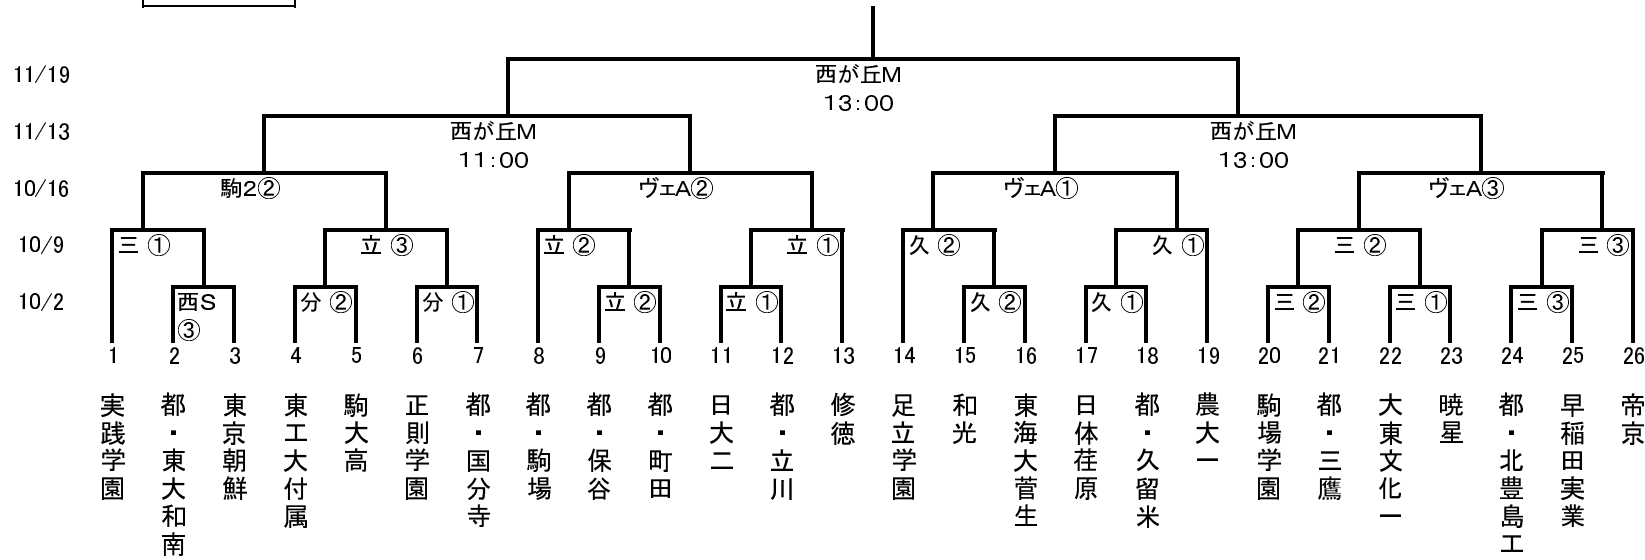 11/19
西が丘M
13:00
11/13
西が丘M
11:00
西が丘M
13:00
10/16
駒2②
ヴェA②
ヴェA①
ヴェA③
10/9
三 ①
立 ③
立 ②
立 ①
久 ②
久 ①
三 ②
三 ③
10/2
西S
③
分 ②
分 ①
立 ②
立 ①
久 ②
久 ①
三 ②
三 ①
三 ③
1 2 3 4 5 6 7 8 9 10 11 12 13 14 15 16 17 18 19 20 21 22 23 24 25 26
実践学園
都・東大和南
東京朝鮮
東工大付属
駒大高
正則学園
都・国分寺
都・駒場
都・保谷
都・町田
日大二
都・立川
修徳
足立学園
和光
東海大菅生
日体荏原
都・久留米
農大一
駒場学園
都・三鷹
大東文化一
暁星
都・北豊島工
早稲田実業
帝京